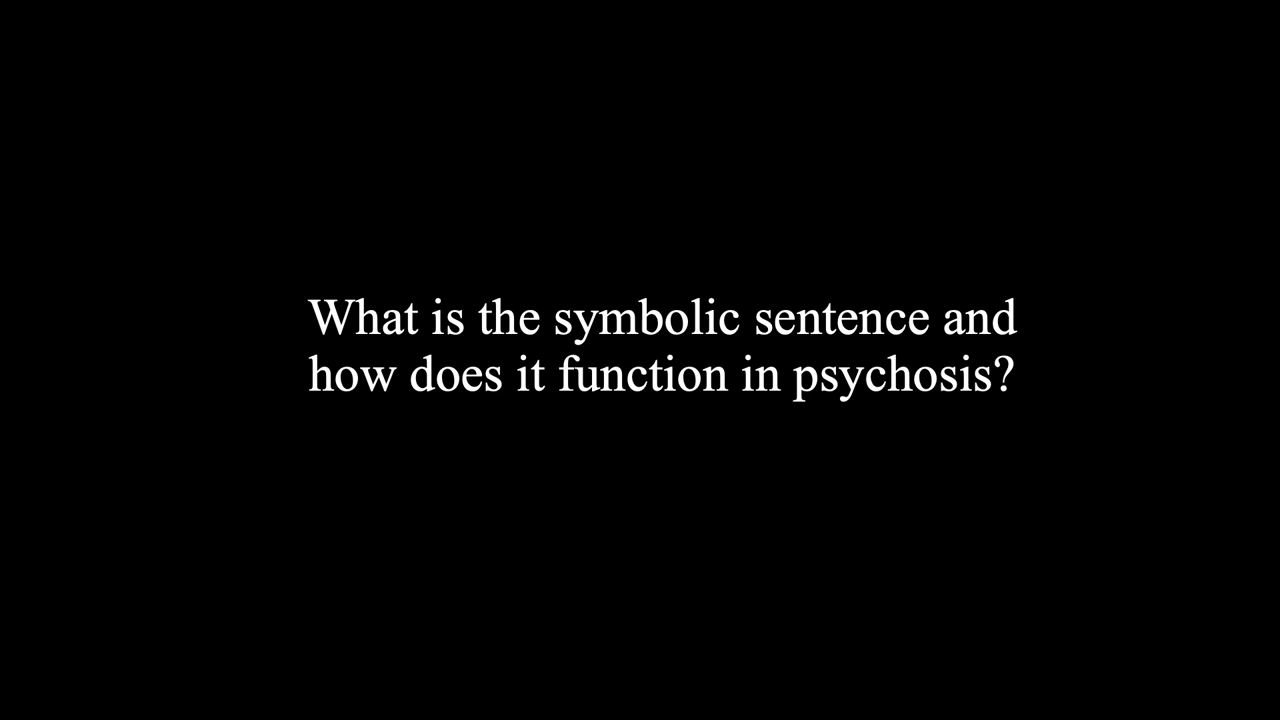 What is the symbolic sentence and
how does it function in psychosis?